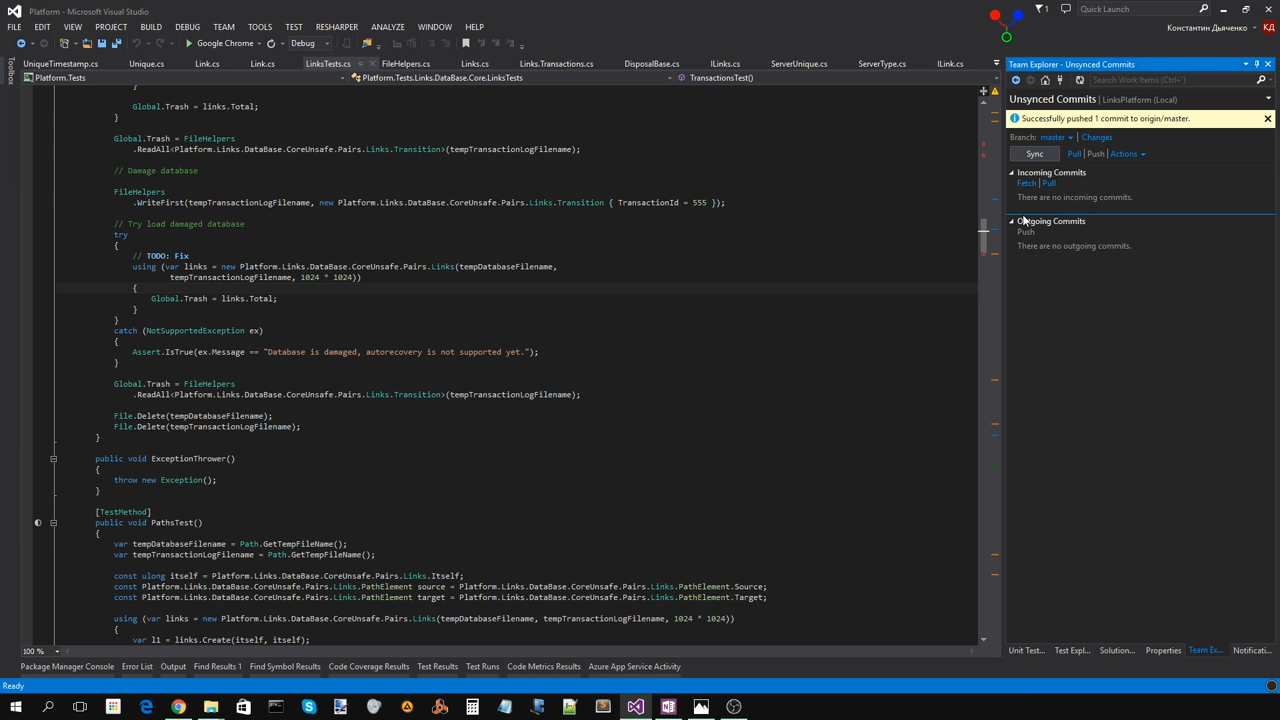 Platform - Microsoft Visual Studio
1
Quick Launch
FILE EDIT VIEW PROJECT BUILD DEBUG TEAM TOOLS TEST RESHARPER ANALYZE WINDOW HELP
Константин Дьяченко КД
Google Chrome Debug
UniqueTimestamp.cs Unique.cs Link.cs Link.cs LinksTests.cs FileHelpers.cs Links.cs Links.Transactions.cs DisposalBase.cs ILinks.cs ServerUnique.cs ServerType.cs ILink.cs
Platform.Tests Platform.Tests.Links.DataBase.Core.LinksTests TransactionsTest()
Toolbox
}
Global.Trash = links.Total;
}
Global.Trash = FileHelpers
.ReadAll<Platform.Links.DataBase.CoreUnsafe.Pairs.Links.Transition>(tempTransactionLogFilename);
// Damage database
FileHelpers
.WriteFirst(tempTransactionLogFilename, new Platform.Links.DataBase.CoreUnsafe.Pairs.Links.Transition { TransactionId = 555 });
// Try load damaged database
try
{
// TODO: Fix
using (var links = new Platform.Links.DataBase.CoreUnsafe.Pairs.Links(tempDatabaseFilename,
tempTransactionLogFilename, 1024 * 1024))
{
Global.Trash = links.Total;
}
}
catch (NotSupportedException ex)
{
Assert.IsTrue(ex.Message == "Database is damaged, autorecovery is not supported yet.");
}
Global.Trash = FileHelpers
.ReadAll<Platform.Links.DataBase.CoreUnsafe.Pairs.Links.Transition>(tempTransactionLogFilename);
File.Delete(tempDatabaseFilename);
File.Delete(tempTransactionLogFilename);
}
public void ExceptionThrower()
{
throw new Exception();
}
[TestMethod]
public void PathsTest()
{
var tempDatabaseFilename = Path.GetTempFileName();
var tempTransactionLogFilename = Path.GetTempFileName();
const ulong itself = Platform.Links.DataBase.CoreUnsafe.Pairs.Links.Itself;
const Platform.Links.DataBase.CoreUnsafe.Pairs.Links.PathElement source = Platform.Links.DataBase.CoreUnsafe.Pairs.Links.PathElement.Source;
const Platform.Links.DataBase.CoreUnsafe.Pairs.Links.PathElement target = Platform.Links.DataBase.CoreUnsafe.Pairs.Links.PathElement.Target;
using (var links = new Platform.Links.DataBase.CoreUnsafe.Pairs.Links(tempDatabaseFilename, tempTransactionLogFilename, 1024 * 1024))
{
var l1 = links.Create(itself, itself);
100 %
Team Explorer - Unsynced Commits
Search Work Items (Ctrl+')
Unsynced Commits | LinksPlatform (Local)
Successfully pushed 1 commit to origin/master.
Branch: master Changes
Sync Pull | Push | Actions
Incoming Commits
Fetch | Pull
There are no incoming commits.
Outgoing Commits
Push
There are no outgoing commits.
Unit Test... Test Expl... Solution... Properties Team Ex... Notificati...
Package Manager Console Error List Output Find Results 1 Find Symbol Results Code Coverage Results Test Results Test Runs Code Metrics Results Azure App Service Activity
Ready